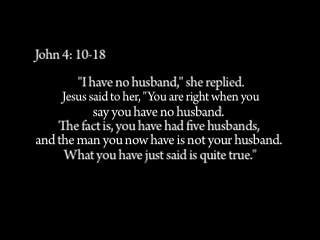 John 4: 10-18
"I have no husband," she replied.
Jesus said to her, "You are right when you
say you have no husband.
The fact is, you have had five husbands,
and the man you now have is not your husband.
What you have just said is quite true."